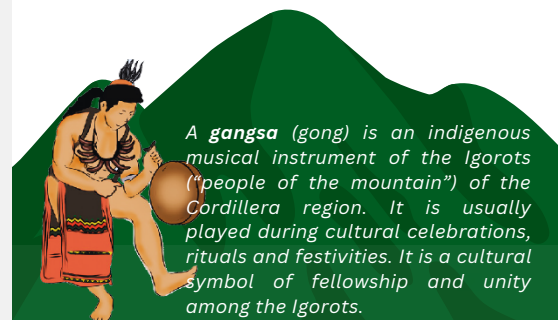 A gangsa (gong) is an indigenous
musical instrument of the Igorots
(“people of the mountain”) of the
Cordillera region. It is usually
played during cultural celebrations,
rituals and festivities. It is a cultural
symbol of fellowship and unity
among the Igorots.